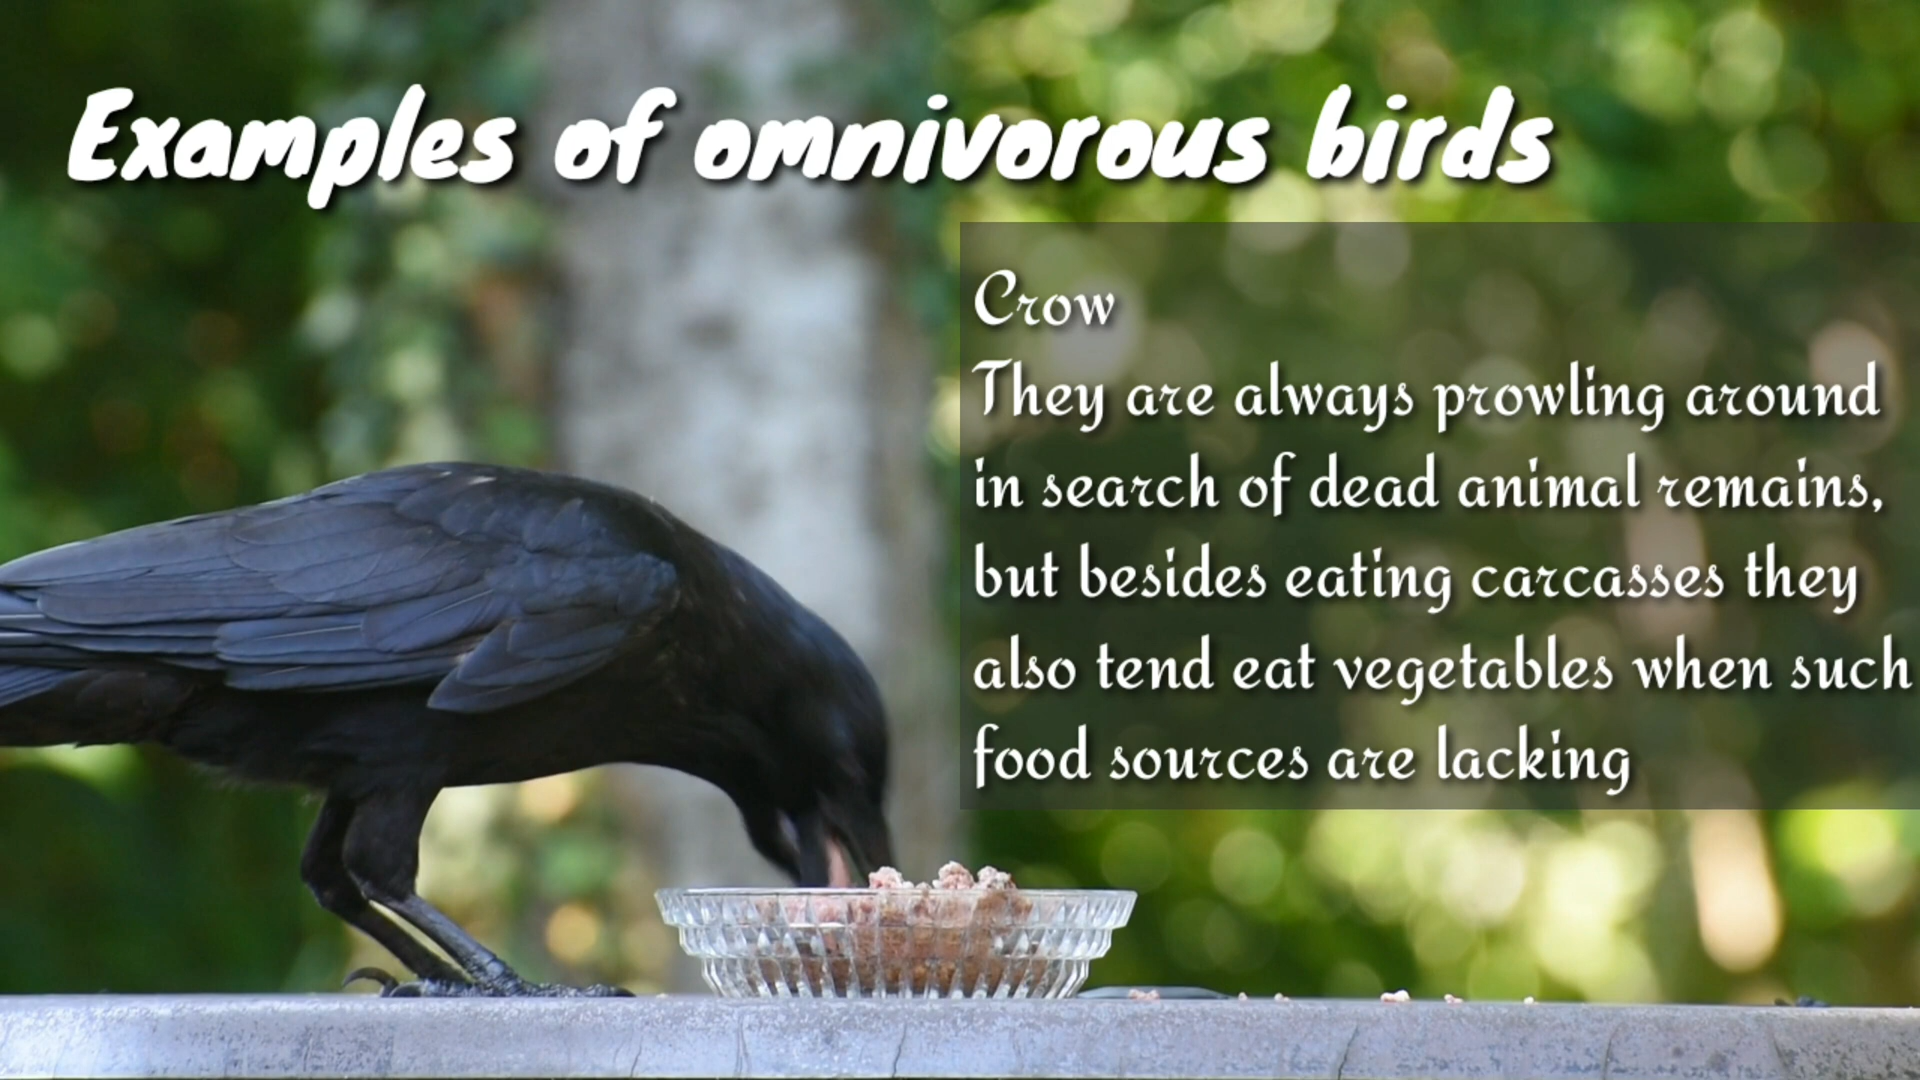 Examples of omnivorous birds
Crow
They are always prowling around
in search of dead animal remains,
but besides eating carcasses they
also tend eat vegetables when such
food sources are lacking